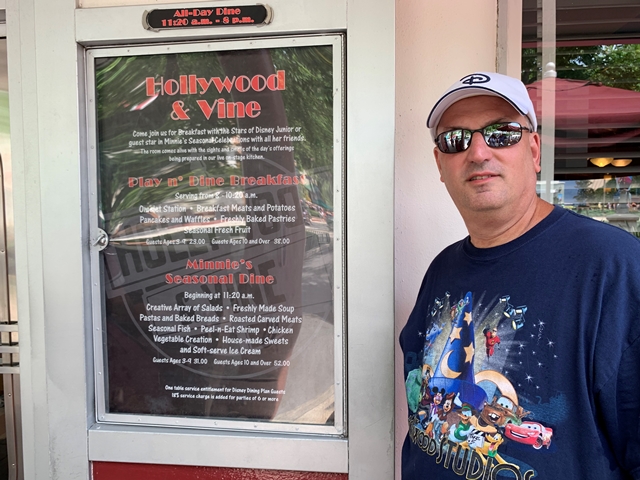 All-Day Dine
11:20 a.m. - 8 p.m.
Hollywood
& Vine
Come join us for Breakfast with the Stars of Disney Junior or
guest star in Minnie's Seasonal Celebrations with all her friends.
The room comes alive with the sights and smells of the day's offerings
being prepared in our live on-stage kitchen.
Play n' Dine Breakfast
Serving from 8 - 10:20 a.m.
Omelet Station • Breakfast Meats and Potatoes
Pancakes and Waffles • Freshly Baked Pastries
Seasonal Fresh Fruit
Guests Ages 3-9 23.00 Guests Ages 10 and Over 38.00
Minnie's
Seasonal Dine
Beginning at 11:20 a.m.
Creative Array of Salads • Freshly Made Soup
Pastas and Baked Breads • Roasted Carved Meats
Seasonal Fish • Peel-n-Eat Shrimp • Chicken
Vegetable Creation • House-made Sweets
and Soft-serve Ice Cream
Guests Ages 3-9 31.00 Guests Ages 10 and Over 52.00
One table service entitlement for Disney Dining Plan Guests
18% service charge is added for parties of 6 or more